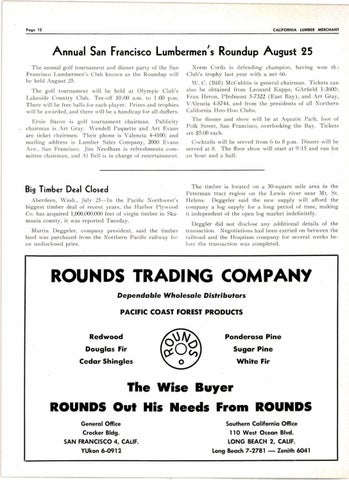 Page 12
CALIFORNIA LUMBER MERCHANT
Annual San Francisco Lumbermen's Roundup August 25
The annual golf tournament and dinner party of the San
Francisco Lumbermen's Club known as the Roundup will
be held August 25.
The golf tournament will be held at Olympic Club's
Lakeside Country Club. Tee-off 10:00 a.m. to 1:00 p.m.
There will be free balls for each player. Prizes and trophies
will be awarded, and there will be a handicap for all duffers.
Ernie Bacon is golf tournament chairman. Publicity
chairman is Art Gray. Wendell Paquette and Art Evans
are ticket chairmen. Their phone is Valencia 4-4100, and
mailing address is Lumber Sales Company, 2000 Evans
Ave., San Francisco. Jim Needham is refreshments com-
mittee chairman, and Al Bell is in charge of entertainment.
Norm Cords is defending champion, having won the
Club's trophy last year with a net 66.
W. C. (Bill) McCubbin is general chairman. Tickets can
also be obtained from Leonard Kappe, GArfield 1-3600;
Fran Heron, Piedmont 5-7322 (East Bay), and Art Gray,
VAlencia 4-8744, and from the presidents of all Northern
California Hoo-Hoo Clubs.
The dinner and show will be at Aquatic Park, foot of
Polk Street, San Francisco, overlooking the Bay. Tickets
are $5.00 each.
Cocktails will be served from 6 to 8 p.m. Dinner will be
served at 8. The floor show will start at 9:15 and run for
an hour and a half.
Big Timber Deal Closed
Aberdeen, Wash., July 25—In the Pacific Northwest's
biggest timber deal of recent years, the Harbor Plywood
Co. has acquired 1,000,000,000 feet of virgin timber in Ska-
mania county, it was reported Tuesday.
Martin Deggeler, company president, said the timber
land was purchased from the Northern Pacific railway for
an undisclosed price.
The timber is located on a 30-square mile area in the
Peterman tract region on the Lewis river near Mt. St.
Helens. Deggeler said the new supply will afford the
company a log supply for a long period of time, making
it independent of the open log market indefinitely.
Deggeler did not disclose any additional details of the
transaction. Negotiations had been carried on between the
railroad and the Hoquiam company for several weeks be-
fore the transaction was completed.
ROUNDS TRADING COMPANY
Dependable Wholesale Distributors
PACIFIC COAST FOREST PRODUCTS
Redwood
Douglas Fir
Cedar Shingles
ROUNDS
Ponderosa Pine
Sugar Pine
White Fir
The Wise Buyer
ROUNDS Out His Needs From ROUNDS
General Office
Crocker Bldg.
SAN FRANCISCO 4, CALIF.
YUkon 6-0912
Southern California Office
110 West Ocean Blvd.
LONG BEACH 2, CALIF.
Long Beach 7-2781 — Zenith 6041